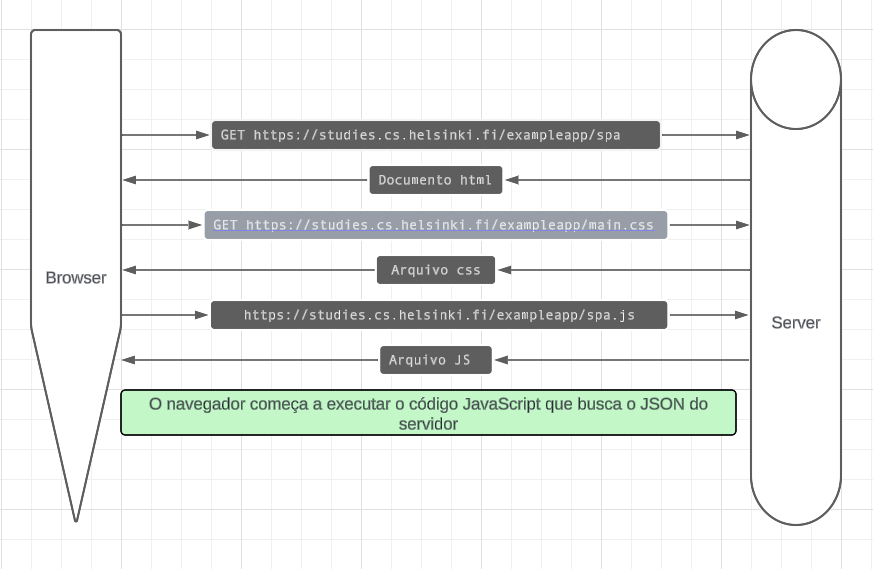 GET https://studies.cs.helsinki.fi/exampleapp/spa
Documento html
GET https://studies.cs.helsinki.fi/exampleapp/main.css
Arquivo css
Browser
https://studies.cs.helsinki.fi/exampleapp/spa.js
Server
Arquivo JS
O navegador começa a executar o código JavaScript que busca o JSON do
servidor